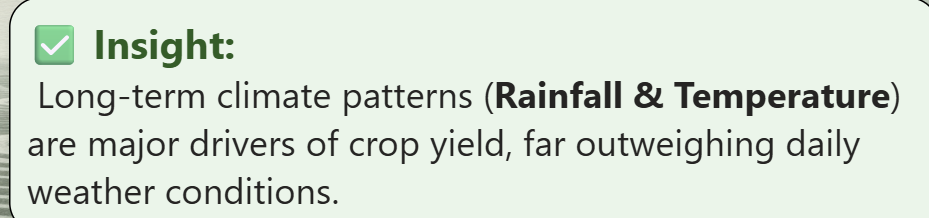 ✅ Insight:
Long-term climate patterns (Rainfall & Temperature)
are major drivers of crop yield, far outweighing daily
weather conditions.